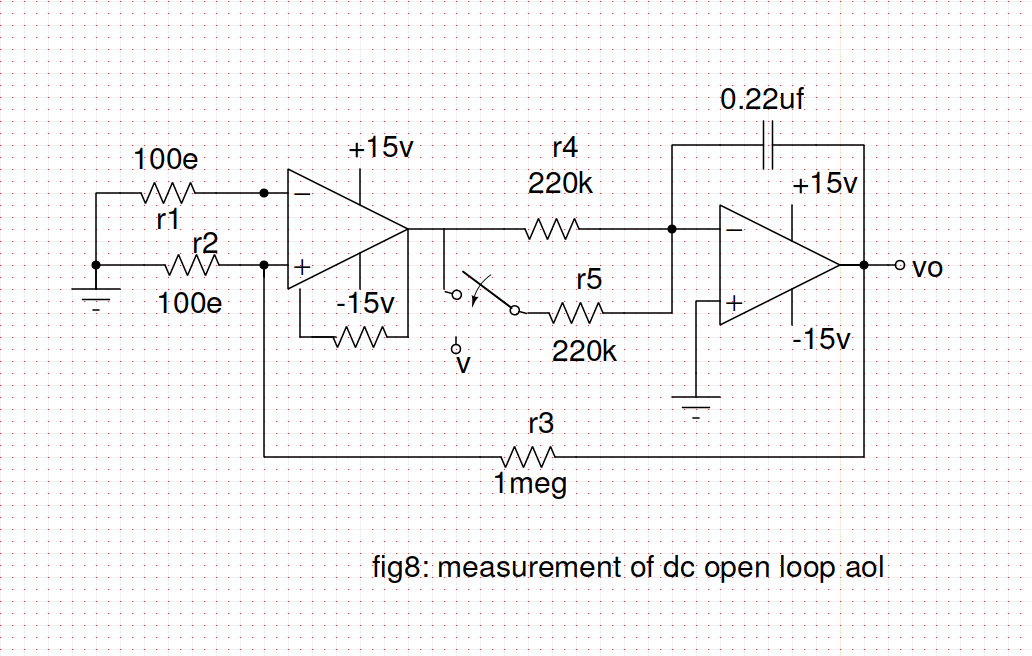 0.22uf
100e
+15v
r4
220k
+15v
r1
r2
100e
-15v
r5
220k
vo
-15v
v
r3
1meg
fig8: measurement of dc open loop aol